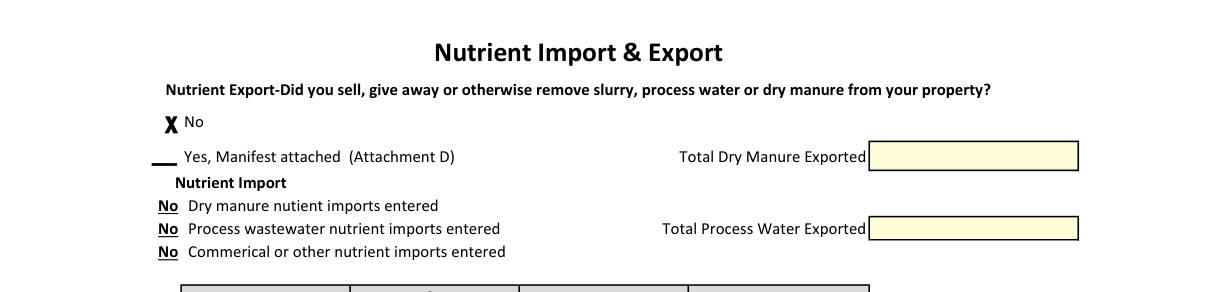 Nutrient Import & Export
Nutrient Export-Did you sell, give away or otherwise remove slurry, process water or dry manure from your property?
X No
___ Yes, Manifest attached (Attachment D) Total Dry Manure Exported
Nutrient Import
No Dry manure nutient imports entered
No Process wastewater nutrient imports entered Total Process Water Exported
No Commerical or other nutrient imports entered